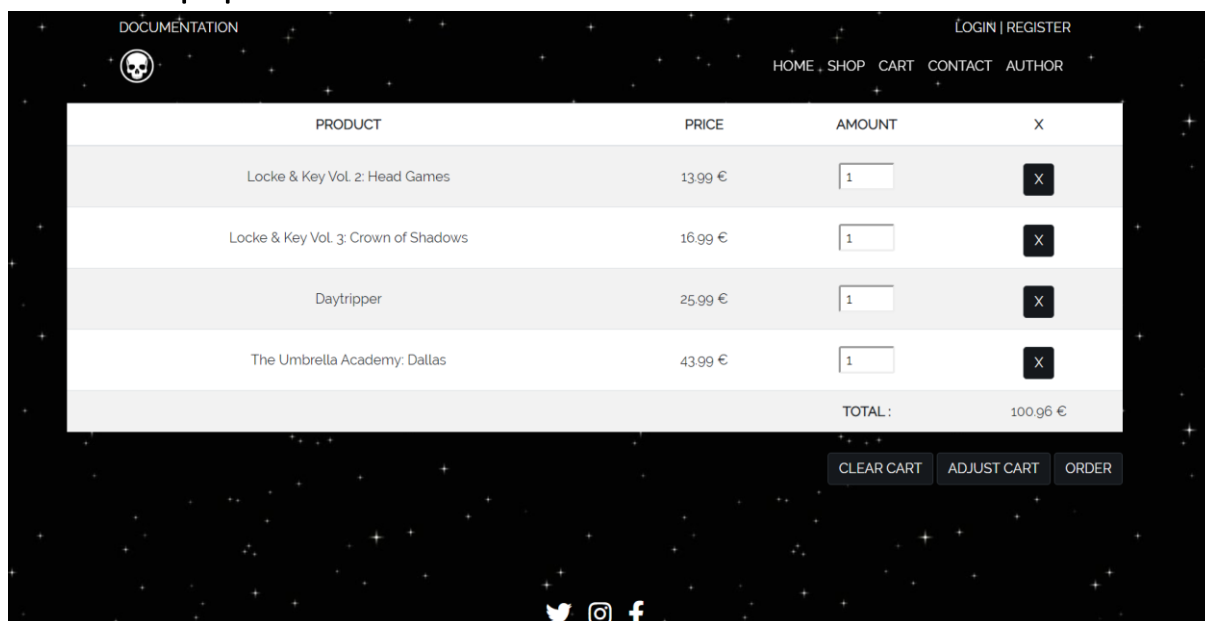 DOCUMENTATION LOGIN | REGISTER
HOME SHOP CART CONTACT AUTHOR
PRODUCT PRICE AMOUNT X
Locke & Key Vol. 2: Head Games 13.99 € 1 X
Locke & Key Vol. 3: Crown of Shadows 16.99 € 1 X
Daytripper 25.99 € 1 X
The Umbrella Academy: Dallas 43.99 € 1 X
TOTAL : 100.96 €
CLEAR CART ADJUST CART ORDER